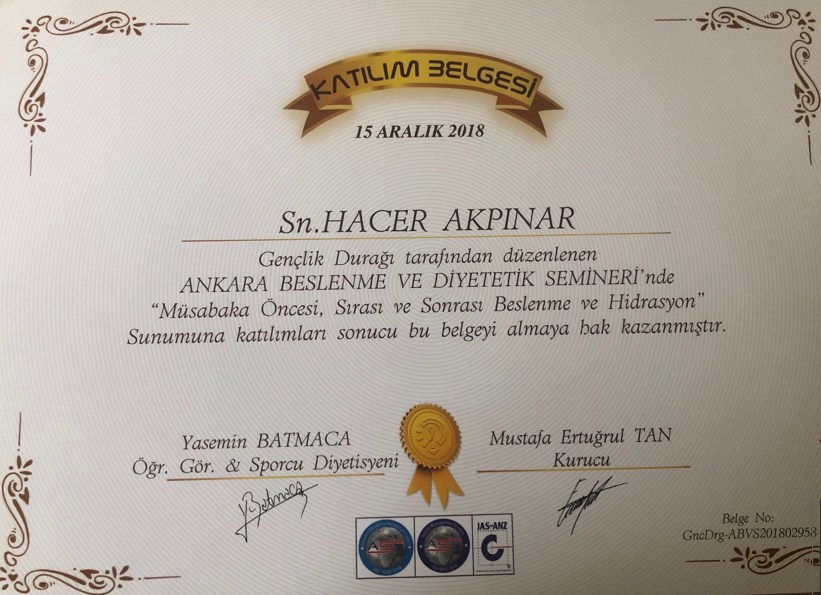 KATILIM BELGESİ
15 ARALIK 2018
Sn.HACER AKPINAR
Gençlik Durağı tarafından düzenlenen
ANKARA BESLENME VE DİYETETİK SEMİNERİ'nde
"Müsabaka Öncesi, Sırası ve Sonrası Beslenme ve Hidrasyon"
Sunumuna katılımları sonucu bu belgeyi almaya hak kazanmıştır.
Yasemin BATMACA
Öğr. Gör. & Sporcu Diyetisyeni
Mustafa Ertuğrul TAN
Kurucu
Y.Batmaca
JAS-ANZ
Belge No:
GncDrg-ABVS201802958